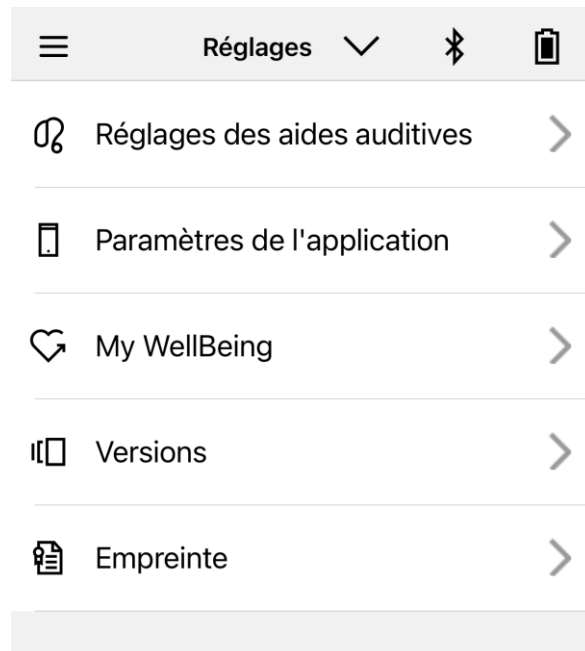 Réglages
Réglages des aides auditives
Paramètres de l'application
My WellBeing
Versions
Empreinte